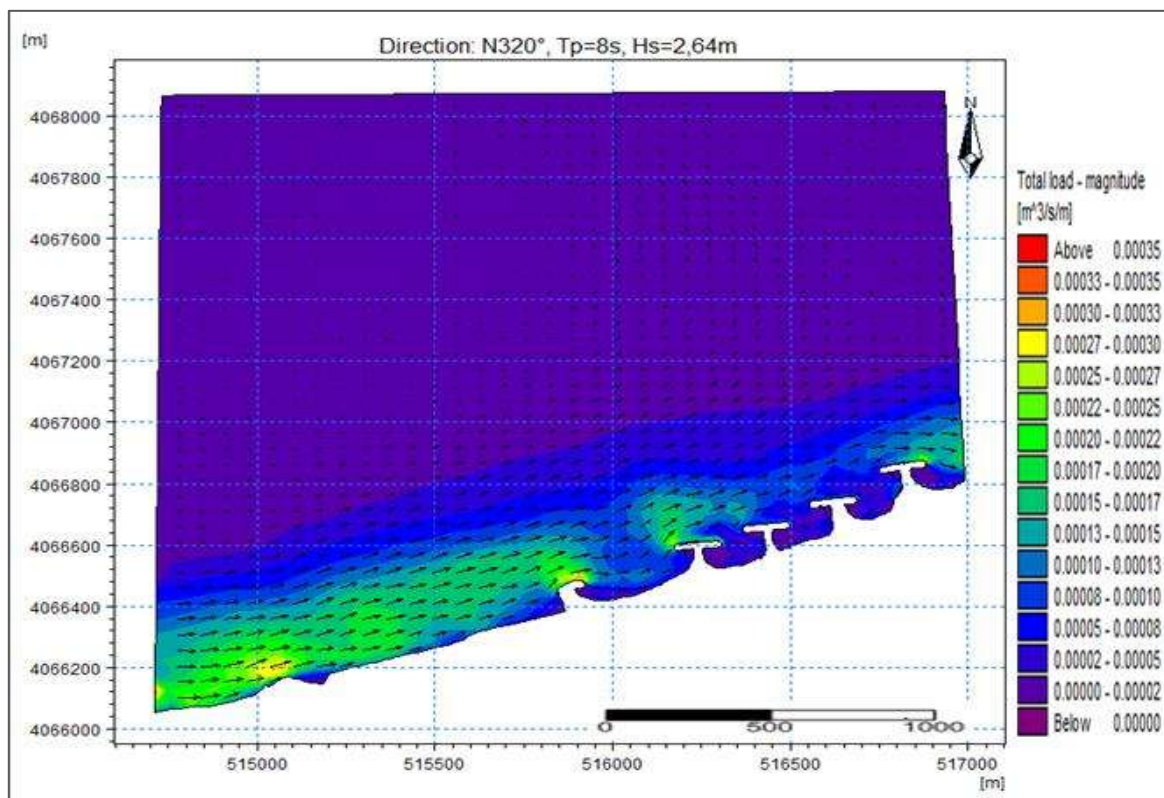 [m]
Direction: N320°, Tp=8s, Hs=2,64m
4068000
4067800
4067600
4067400
4067200
4067000
4066800
4066600
4066400
4066200
4066000
515000
515500
516000
516500
517000
[m]
N
0
500
1000
Total load - magnitude
[m^3/s/m]
Above 0.00035
0.00033 - 0.00035
0.00030 - 0.00033
0.00027 - 0.00030
0.00025 - 0.00027
0.00022 - 0.00025
0.00020 - 0.00022
0.00017 - 0.00020
0.00015 - 0.00017
0.00013 - 0.00015
0.00010 - 0.00013
0.00008 - 0.00010
0.00005 - 0.00008
0.00002 - 0.00005
0.00000 - 0.00002
Below 0.00000